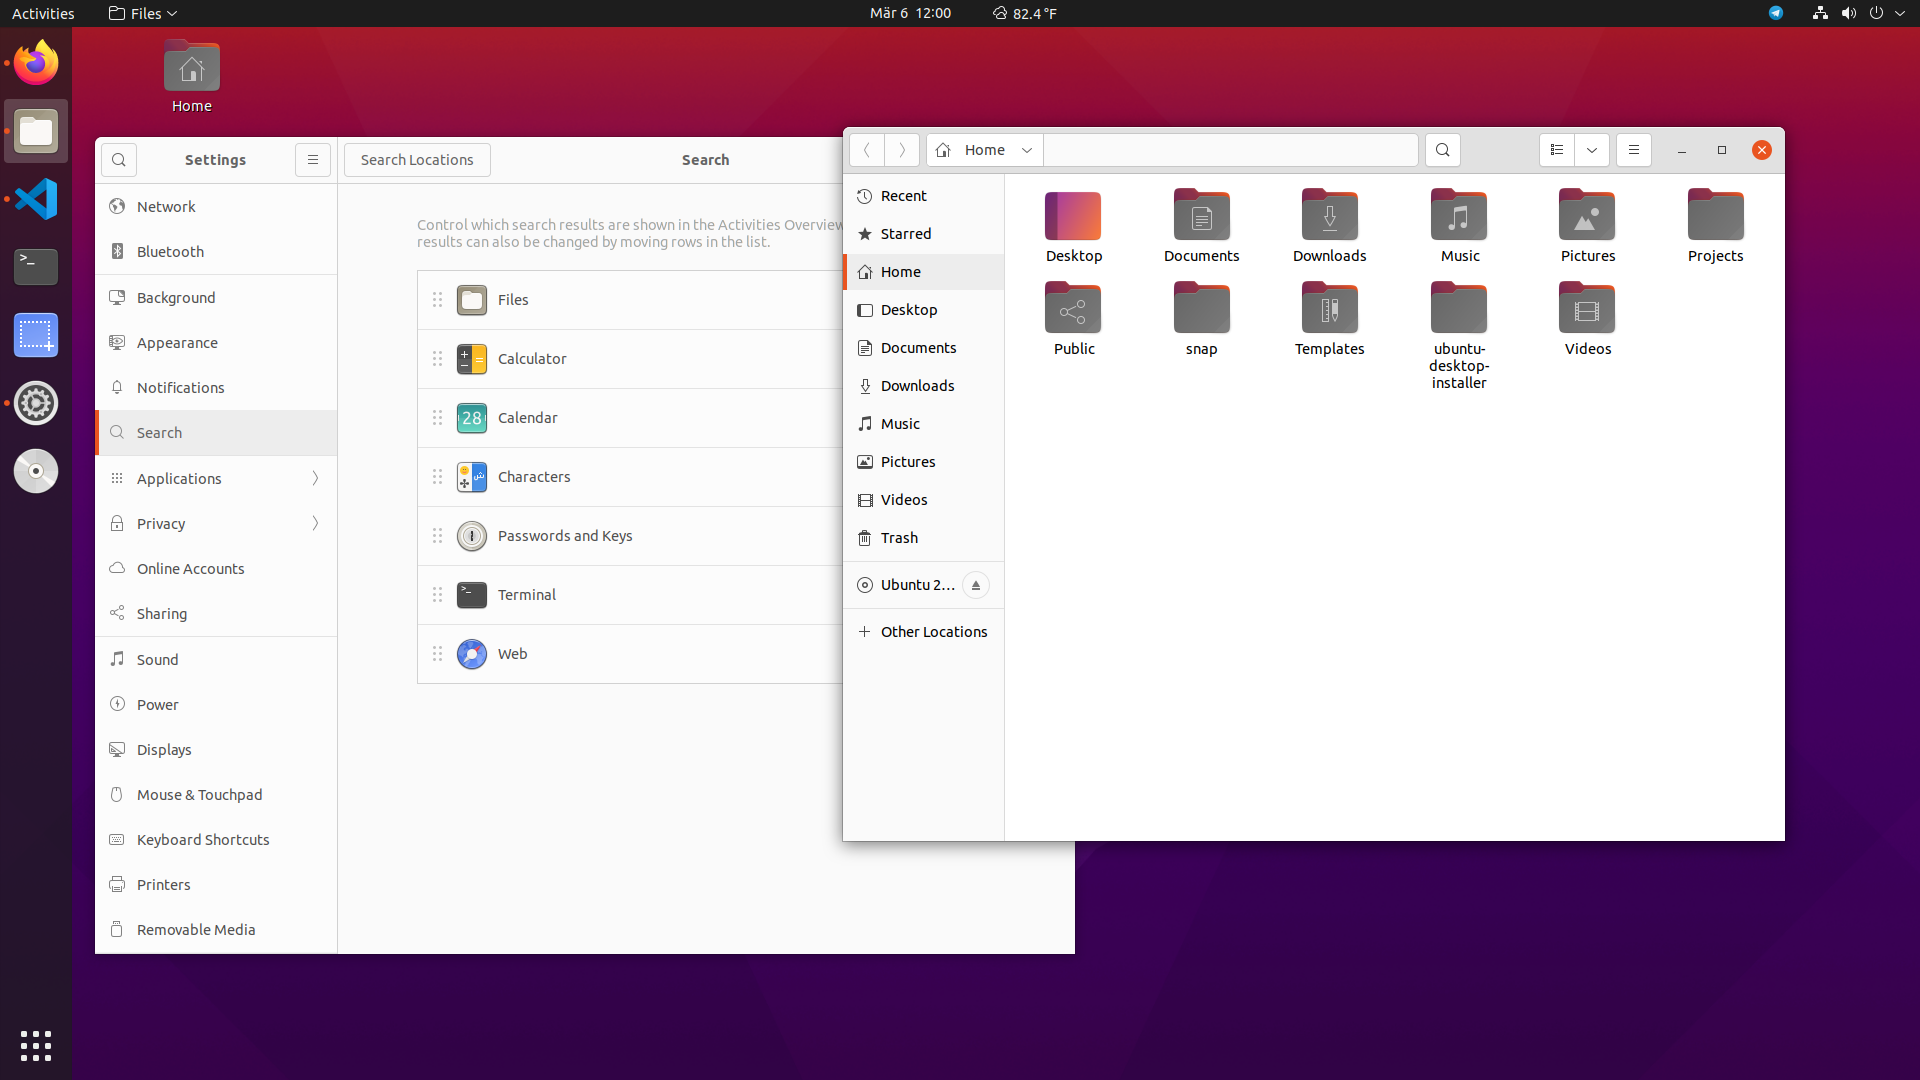 Activities
Files
Mär 6 12:00
82.4 °F
Home
Settings
Search Locations
Search
Network
Bluetooth
Background
Appearance
Notifications
Search
Applications
Privacy
Online Accounts
Sharing
Sound
Power
Displays
Mouse & Touchpad
Keyboard Shortcuts
Printers
Removable Media
Control which search results are shown in the Activities Overview
results can also be changed by moving rows in the list.
Files
Calculator
28
Calendar
Characters
Passwords and Keys
>_
Terminal
Web
Home
Recent
Starred
Home
Desktop
Documents
Downloads
Music
Pictures
Videos
Trash
Ubuntu 2…
Other Locations
Desktop
Documents
Downloads
Music
Pictures
Projects
Public
snap
Templates
ubuntu-
desktop-
installer
Videos